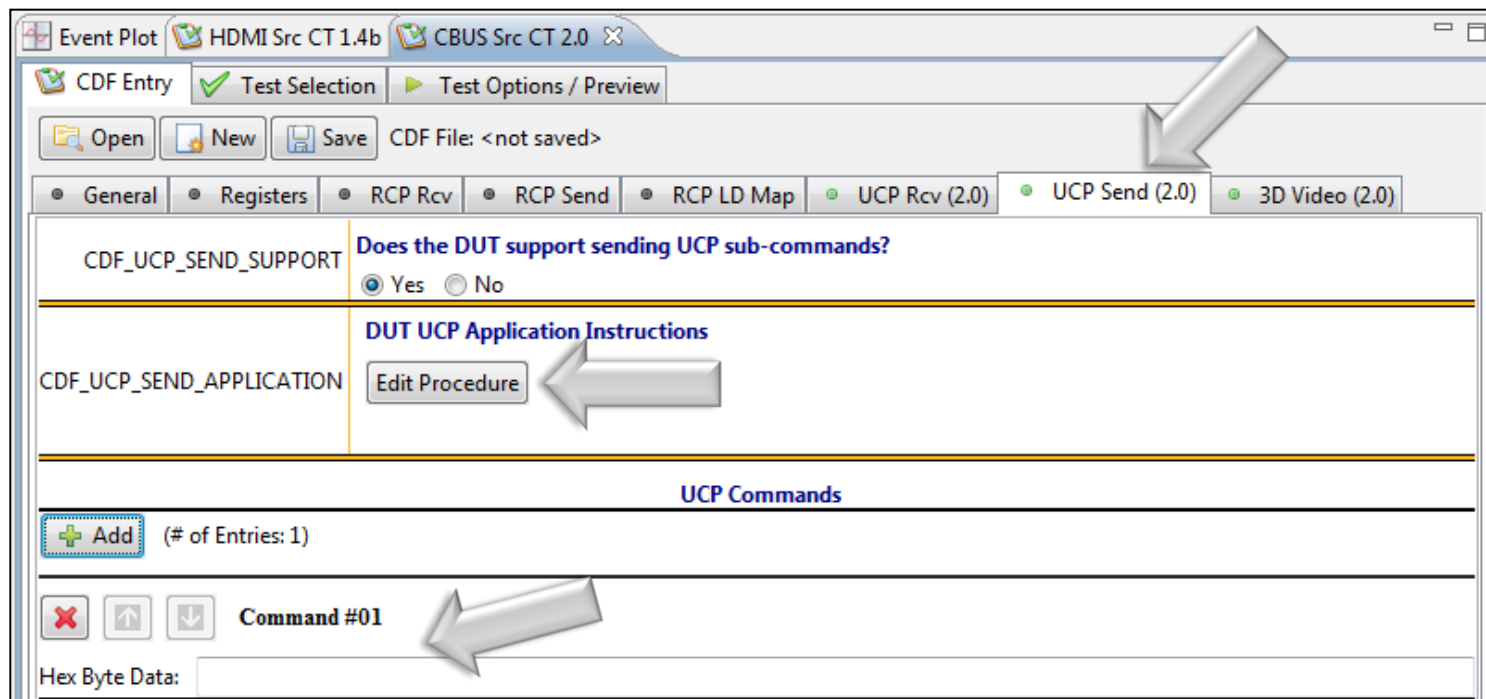 Event Plot HDMI Src CT 1.4b CBUS Src CT 2.0
CDF Entry Test Selection Test Options / Preview
Open New Save CDF File: <not saved>
General Registers RCP Rcv RCP Send RCP LD Map UCP Rcv (2.0) UCP Send (2.0) 3D Video (2.0)
CDF_UCP_SEND_SUPPORT Does the DUT support sending UCP sub-commands?
Yes No
DUT UCP Application Instructions
CDF_UCP_SEND_APPLICATION Edit Procedure
UCP Commands
Add (# of Entries: 1)
Command #01
Hex Byte Data: